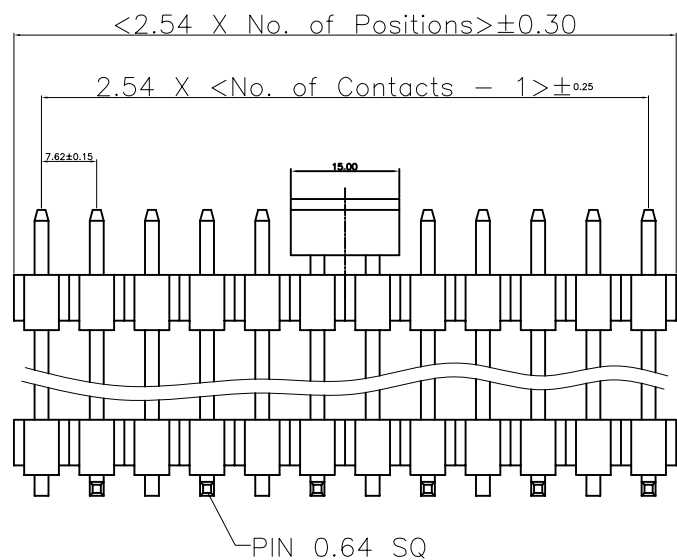 <2.54 X No. of Positions>±0.30
2.54 X <No. of Contacts - 1>±0.25
7.62±0.15
15.00
PIN 0.64 SQ